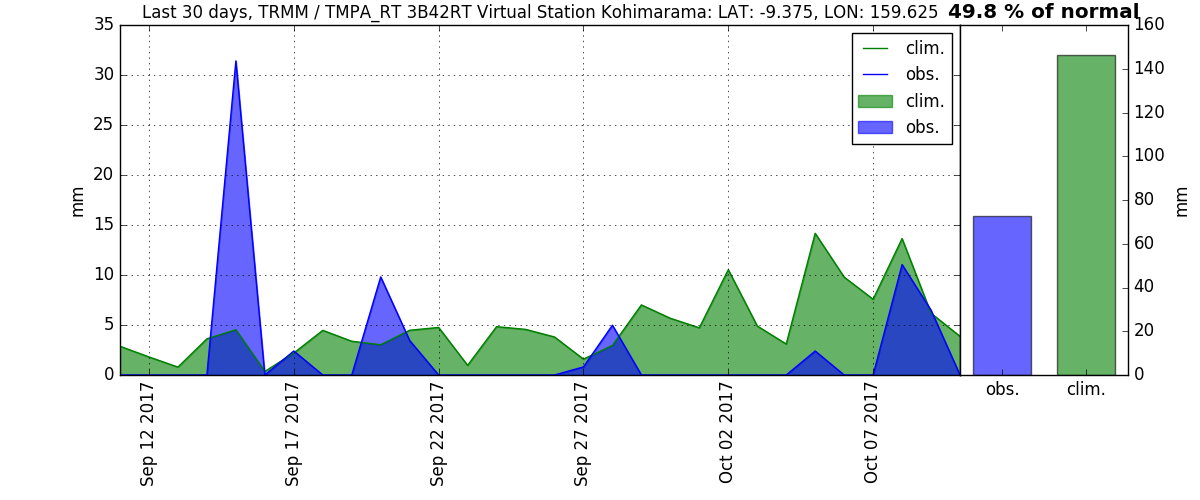 Last 30 days, TRMM / TMPA_RT 3B42RT Virtual Station Kohimarama: LAT: -9.375, LON: 159.625
49.8 % of normal
35
30
25
20
15
10
5
0
mm
clim.
obs.
clim.
obs.
Sep 12 2017
Sep 17 2017
Sep 22 2017
Sep 27 2017
Oct 02 2017
Oct 07 2017
160
140
120
100
80
60
40
20
0
mm
obs.
clim.